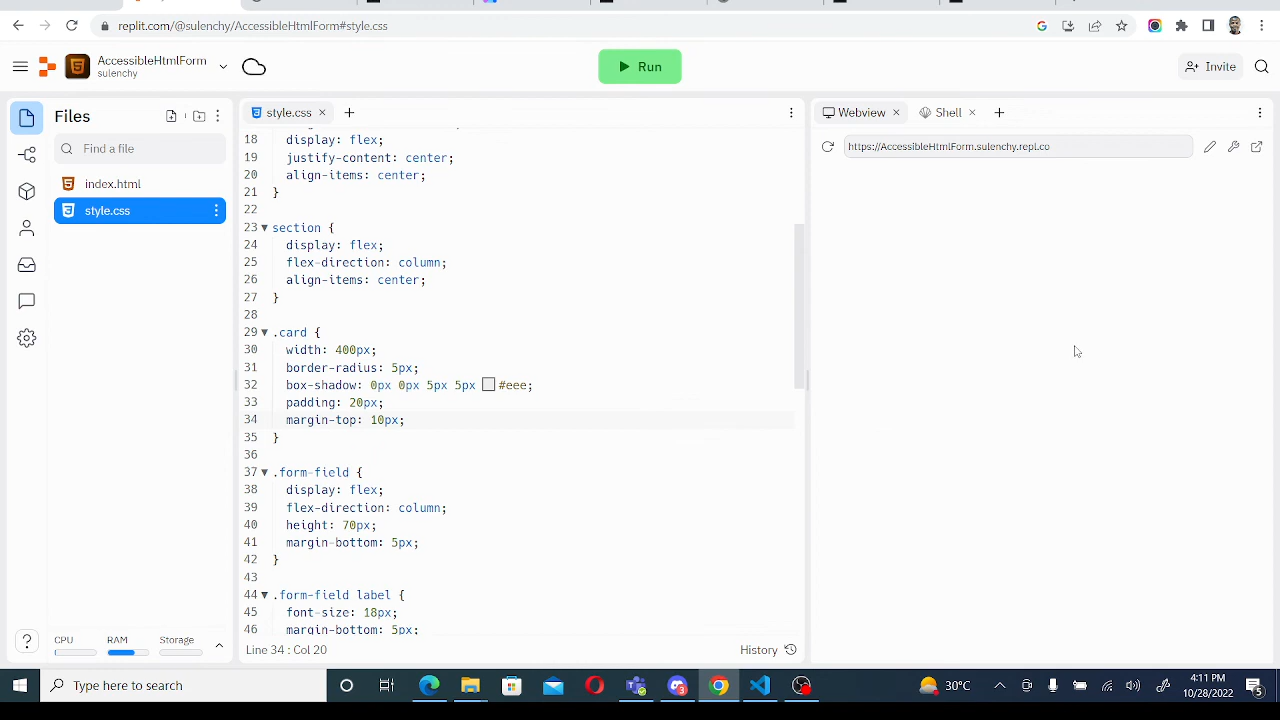 replit.com/@sulenchy/AccessibleHtmlForm#style.css
AccessibleHtmlForm
sulenchy
Run
Invite
Files
Find a file
index.html
style.css
style.css
18 display: flex;
19 justify-content: center;
20 align-items: center;
21 }
22
23 section {
24 display: flex;
25 flex-direction: column;
26 align-items: center;
27 }
28
29 .card {
30 width: 400px;
31 border-radius: 5px;
32 box-shadow: 0px 0px 5px 5px #eee;
33 padding: 20px;
34 margin-top: 10px;
35 }
36
37 .form-field {
38 display: flex;
39 flex-direction: column;
40 height: 70px;
41 margin-bottom: 5px;
42 }
43
44 .form-field label {
45 font-size: 18px;
46 margin-bottom: 5px;
Line 34 : Col 20
History
Webview
Shell
https://AccessibleHtmlForm.sulenchy.repl.co
CPU
RAM
Storage
Type here to search
3
30°C
4:11 PM
10/28/2022
5